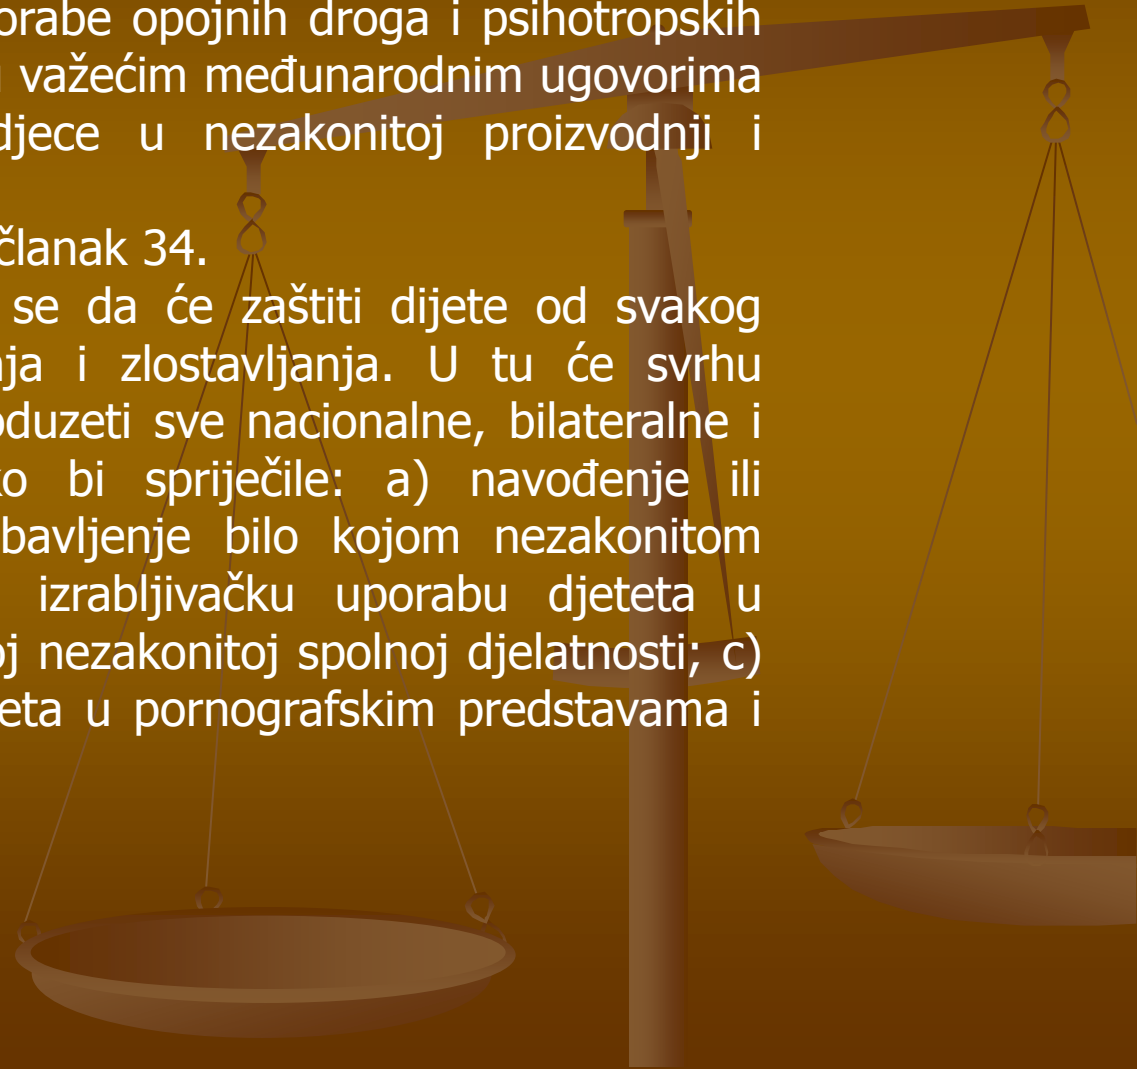 orabe opojnih droga i psihotropskih
važećim međunarodnim ugovorima
djece u nezakonitoj proizvodnji i
članak 34.
se da će zaštiti dijete od svakog
nja i zlostavljanja. U tu će svrhu
oduzeti sve nacionalne, bilateralne i
ko bi spriječile: a) navođenje ili
bavljenje bilo kojom nezakonitom
izrabljivačku uporabu djeteta u
oj nezakonitoj spolnoj djelatnosti; c)
eta u pornografskim predstavama i